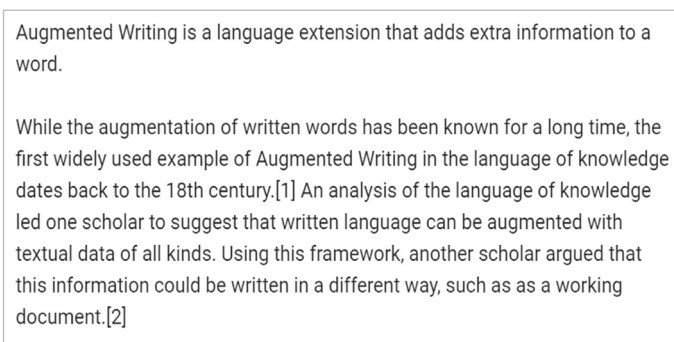 Augmented Writing is a language extension that adds extra information to a
word.
While the augmentation of written words has been known for a long time, the
first widely used example of Augmented Writing in the language of knowledge
dates back to the 18th century.[1] An analysis of the language of knowledge
led one scholar to suggest that written language can be augmented with
textual data of all kinds. Using this framework, another scholar argued that
this information could be written in a different way, such as as a working
document.[2]